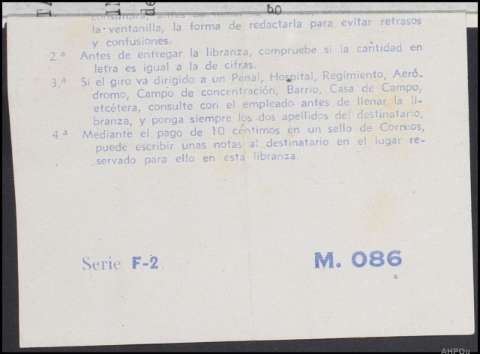 la ventanilla, la forma de redactarla para evitar retrasos
y confusiones.
2.ª Antes de entregar la libranza, compruebe si la cantidad en
letra es igual a la de cifras.
3.ª Si el giro va dirigido a un Penal, Hospital, Regimiento, Aeró-
dromo, Campo de concentración, Barrio, Casa de Campo,
etcétera, consulte con el empleado antes de llenar la li-
branza, y ponga siempre los dos apellidos del destinatario,
4.ª Mediante el pago de 10 céntimos en un sello de Correos,
puede escribir unas notas al destinatario en el lugar re-
servado para ello en esta libranza.
Serie F-2 M. 086
AHPOu